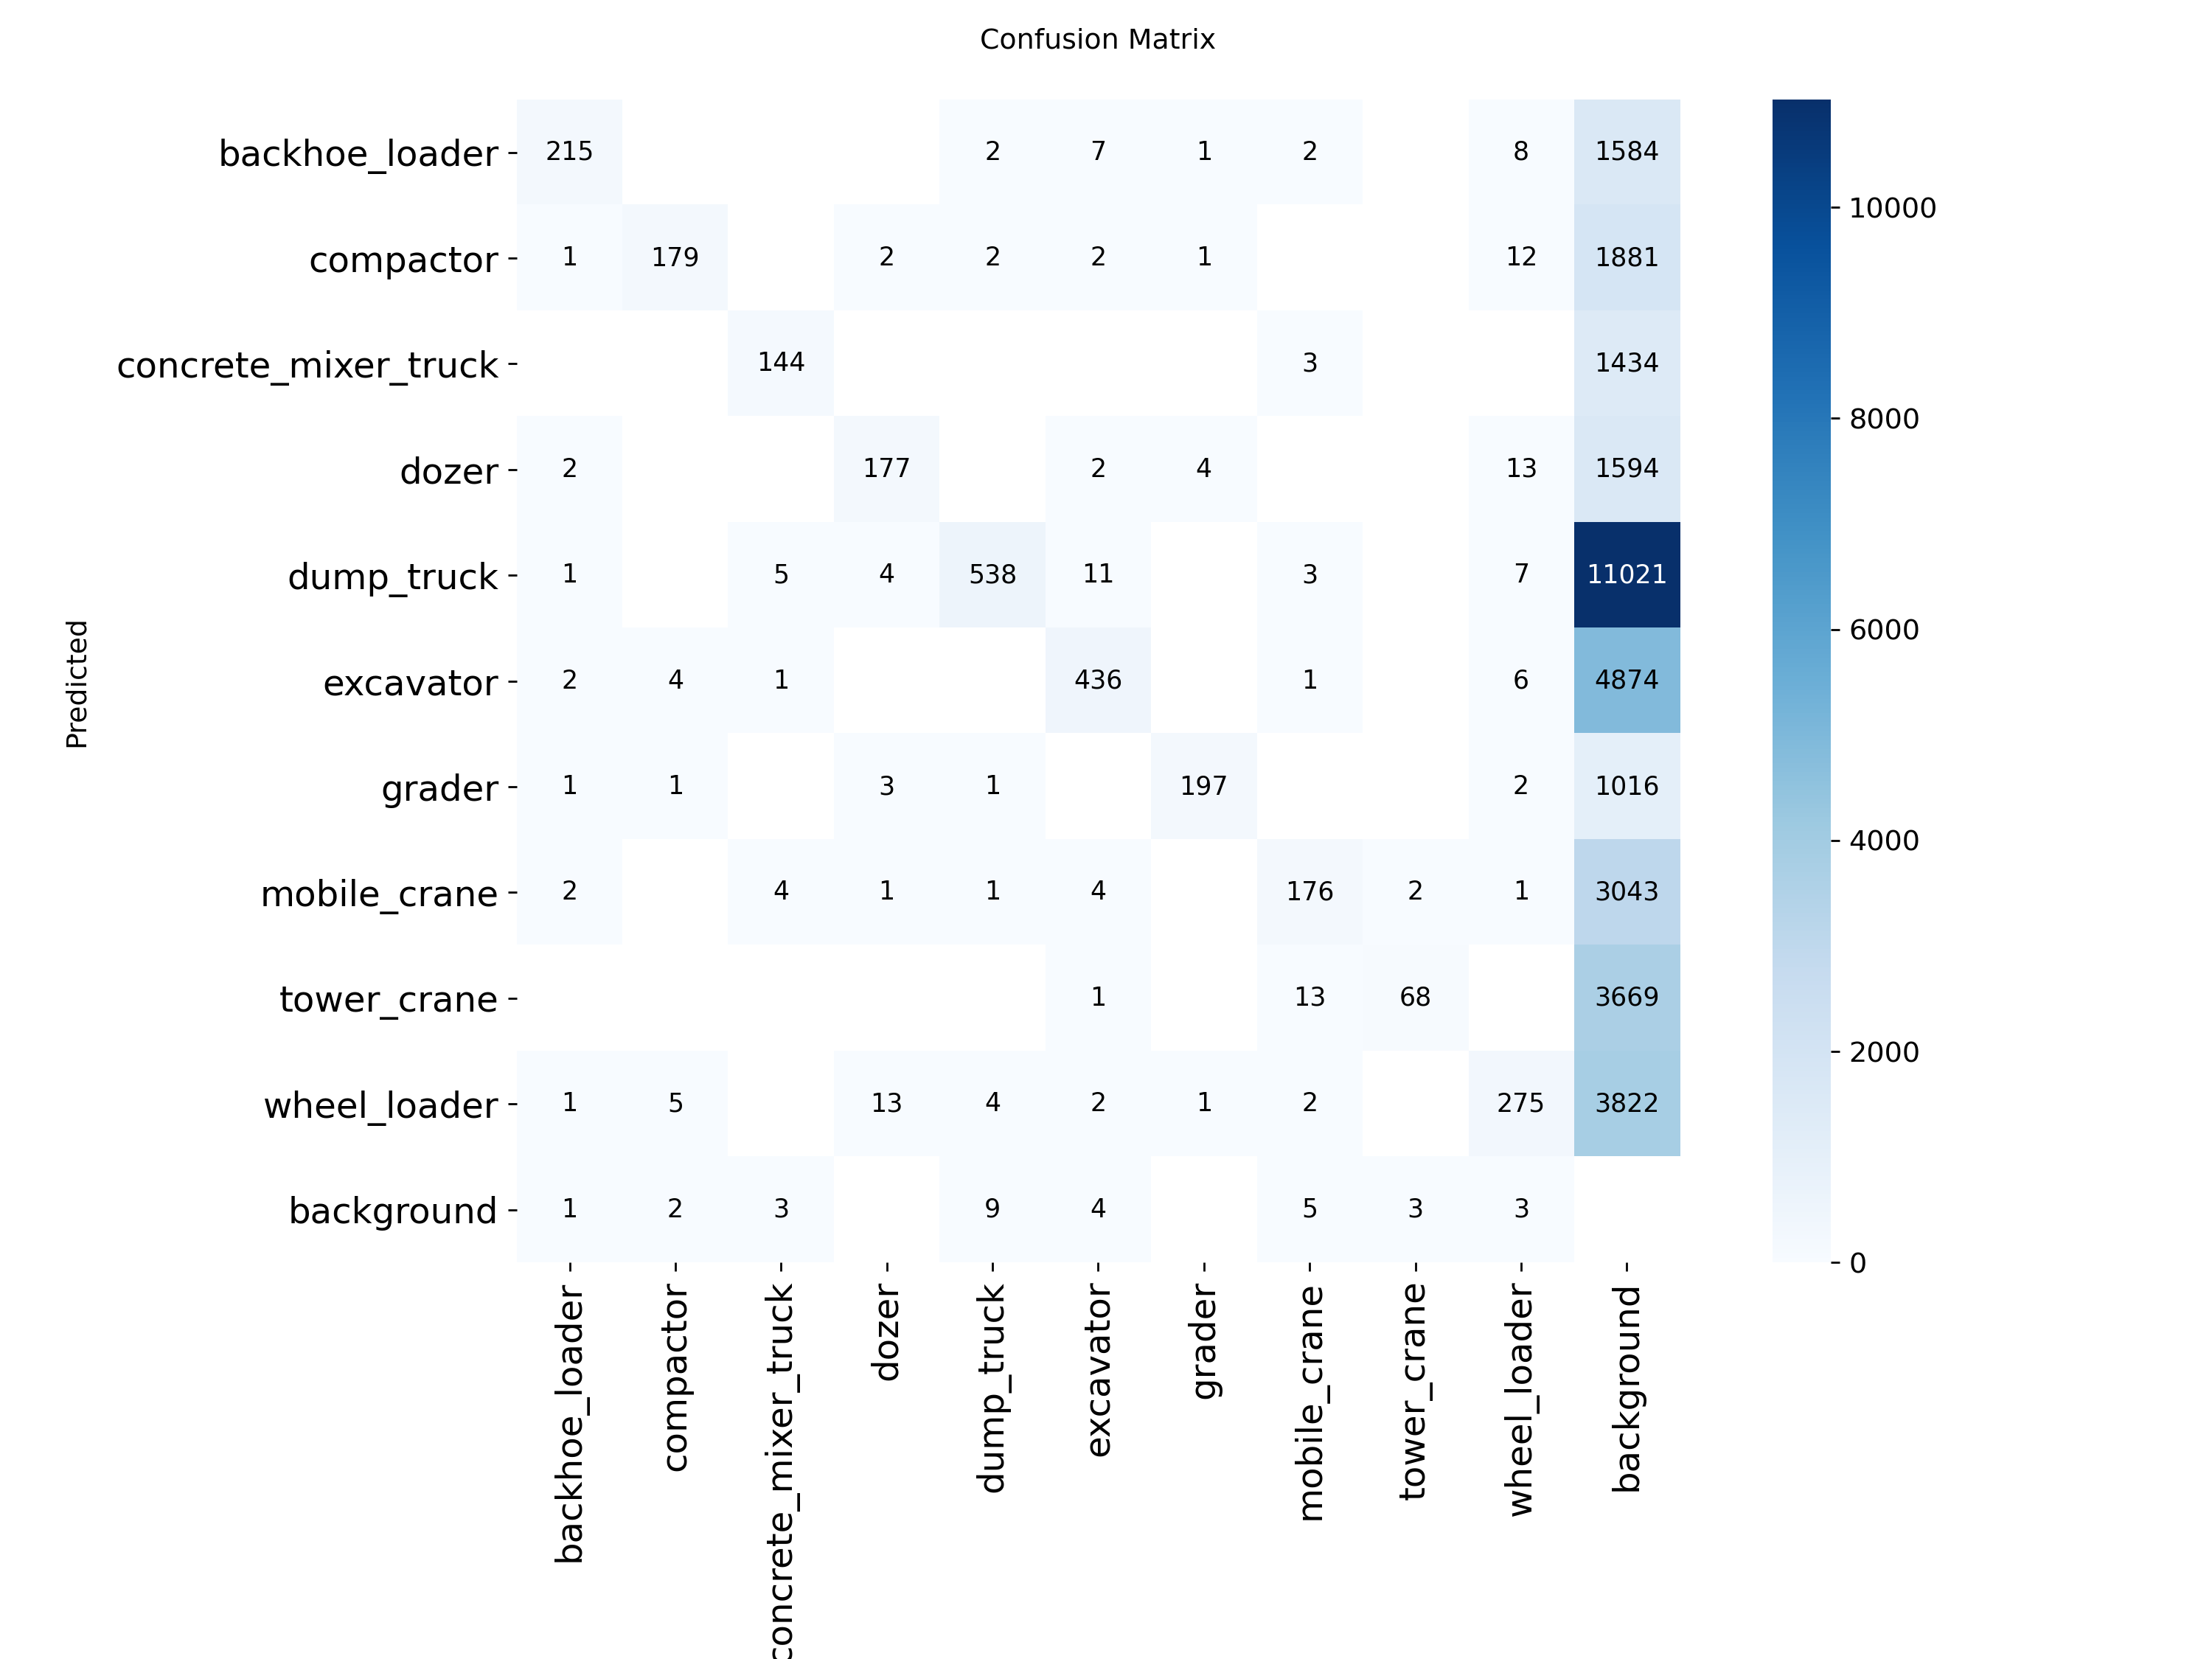 Confusion Matrix
backhoe_loader 215 2 7 1 2 8 1584
compactor 1 179 2 2 2 1 12 1881
concrete_mixer_truck 144 3 1434
dozer 2 177 2 4 13 1594
dump_truck 1 5 4 538 11 3 7 11021
excavator 2 4 1 436 1 6 4874
grader 1 1 3 1 197 2 1016
mobile_crane 2 4 1 1 4 176 2 1 3043
tower_crane 1 13 68 3669
wheel_loader 1 5 13 4 2 1 2 275 3822
background 1 2 3 9 4 5 3 3
Predicted
backhoe_loader
compactor
concrete_mixer_truck
dozer
dump_truck
excavator
grader
mobile_crane
tower_crane
wheel_loader
background
10000
8000
6000
4000
2000
0